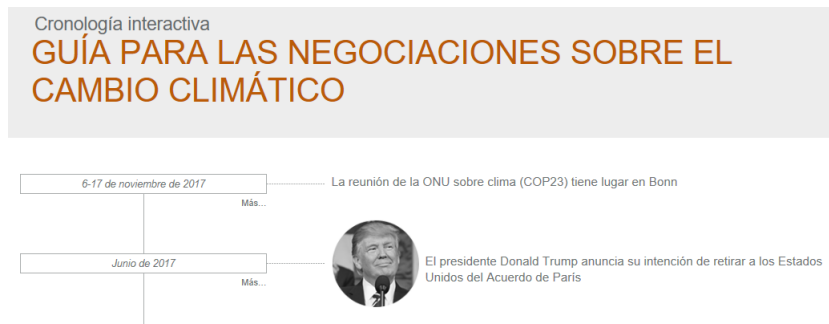 Cronología interactiva
GUÍA PARA LAS NEGOCIACIONES SOBRE EL
CAMBIO CLIMÁTICO
6-17 de noviembre de 2017
La reunión de la ONU sobre clima (COP23) tiene lugar en Bonn
Más...
Junio de 2017
El presidente Donald Trump anuncia su intención de retirar a los Estados
Unidos del Acuerdo de París
Más...